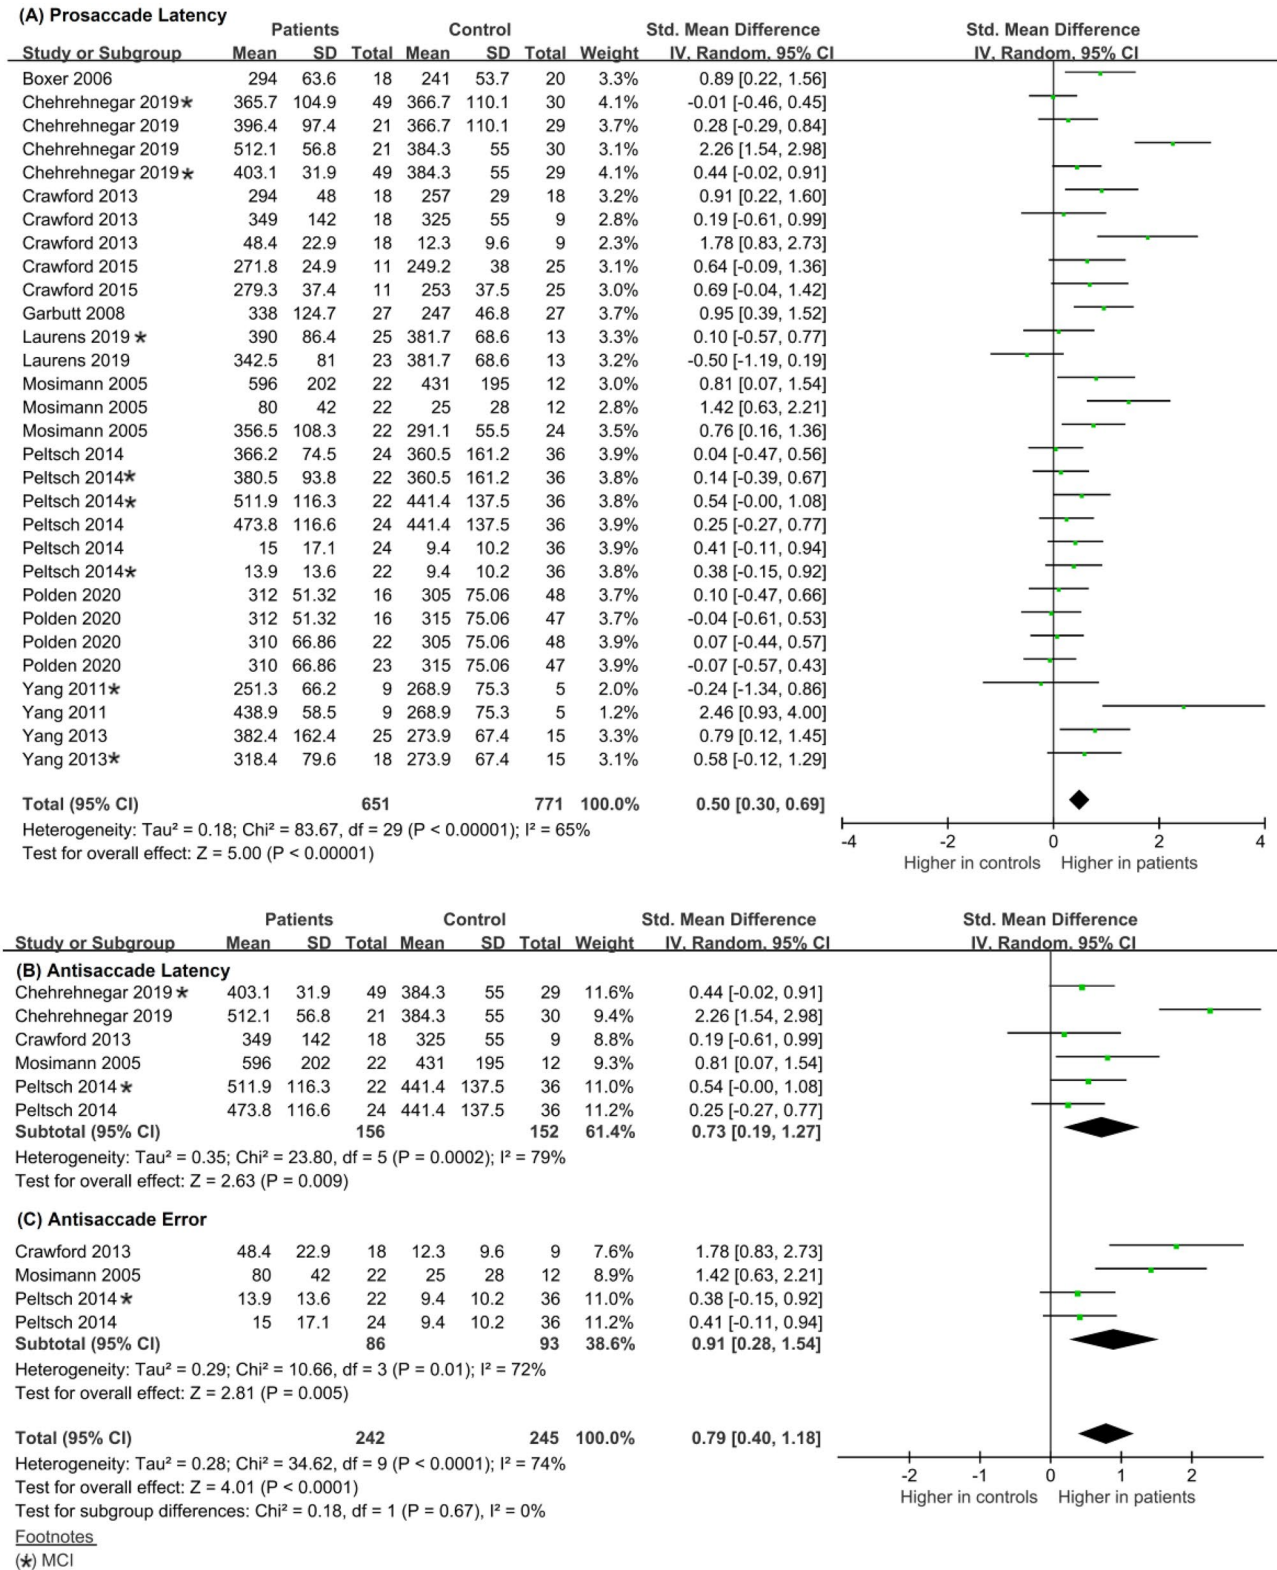 (A) Prosaccade Latency
Patients Control Std. Mean Difference Std. Mean Difference
Study or Subgroup Mean SD Total Mean SD Total Weight IV, Random, 95% CI IV, Random, 95% CI
Boxer 2006 294 63.6 18 241 53.7 20 3.3% 0.89 [0.22, 1.56]
Chehrehnegar 2019★ 365.7 104.9 49 366.7 110.1 30 4.1% -0.01 [-0.46, 0.45]
Chehrehnegar 2019 396.4 97.4 21 366.7 110.1 29 3.7% 0.28 [-0.29, 0.84]
Chehrehnegar 2019 512.1 56.8 21 384.3 55 30 3.1% 2.26 [1.54, 2.98]
Chehrehnegar 2019★ 403.1 31.9 49 384.3 55 29 4.1% 0.44 [-0.02, 0.91]
Crawford 2013 294 48 18 257 29 18 3.2% 0.91 [0.22, 1.60]
Crawford 2013 349 142 18 325 55 9 2.8% 0.19 [-0.61, 0.99]
Crawford 2013 48.4 22.9 18 12.3 9.6 9 2.3% 1.78 [0.83, 2.73]
Crawford 2015 271.8 24.9 11 249.2 38 25 3.1% 0.64 [-0.09, 1.36]
Crawford 2015 279.3 37.4 11 253 37.5 25 3.0% 0.69 [-0.04, 1.42]
Garbutt 2008 338 124.7 27 247 46.8 27 3.7% 0.95 [0.39, 1.52]
Laurens 2019 ★ 390 86.4 25 381.7 68.6 13 3.3% 0.10 [-0.57, 0.77]
Laurens 2019 342.5 81 23 381.7 68.6 13 3.2% -0.50 [-1.19, 0.19]
Mosimann 2005 596 202 22 431 195 12 3.0% 0.81 [0.07, 1.54]
Mosimann 2005 80 42 22 25 28 12 2.8% 1.42 [0.63, 2.21]
Mosimann 2005 356.5 108.3 22 291.1 55.5 24 3.5% 0.76 [0.16, 1.36]
Peltsch 2014 366.2 74.5 24 360.5 161.2 36 3.9% 0.04 [-0.47, 0.56]
Peltsch 2014★ 380.5 93.8 22 360.5 161.2 36 3.8% 0.14 [-0.39, 0.67]
Peltsch 2014★ 511.9 116.3 22 441.4 137.5 36 3.8% 0.54 [-0.00, 1.08]
Peltsch 2014 473.8 116.6 24 441.4 137.5 36 3.9% 0.25 [-0.27, 0.77]
Peltsch 2014 15 17.1 24 9.4 10.2 36 3.9% 0.41 [-0.11, 0.94]
Peltsch 2014★ 13.9 13.6 22 9.4 10.2 36 3.8% 0.38 [-0.15, 0.92]
Polden 2020 312 51.32 16 305 75.06 48 3.7% 0.10 [-0.47, 0.66]
Polden 2020 312 51.32 16 315 75.06 47 3.7% -0.04 [-0.61, 0.53]
Polden 2020 310 66.86 22 305 75.06 48 3.9% 0.07 [-0.44, 0.57]
Polden 2020 310 66.86 23 315 75.06 47 3.9% -0.07 [-0.57, 0.43]
Yang 2011★ 251.3 66.2 9 268.9 75.3 5 2.0% -0.24 [-1.34, 0.86]
Yang 2011 438.9 58.5 9 268.9 75.3 5 1.2% 2.46 [0.93, 4.00]
Yang 2013 382.4 162.4 25 273.9 67.4 15 3.3% 0.79 [0.12, 1.45]
Yang 2013★ 318.4 79.6 18 273.9 67.4 15 3.1% 0.58 [-0.12, 1.29]
Total (95% CI) 651 771 100.0% 0.50 [0.30, 0.69]
Heterogeneity: Tau² = 0.18; Chi² = 83.67, df = 29 (P < 0.00001); I² = 65%
Test for overall effect: Z = 5.00 (P < 0.00001)
-4 -2 0 2 4
Higher in controls Higher in patients
Patients Control Std. Mean Difference Std. Mean Difference
Study or Subgroup Mean SD Total Mean SD Total Weight IV, Random, 95% CI IV, Random, 95% CI
(B) Antisaccade Latency
Chehrehnegar 2019★ 403.1 31.9 49 384.3 55 29 11.6% 0.44 [-0.02, 0.91]
Chehrehnegar 2019 512.1 56.8 21 384.3 55 30 9.4% 2.26 [1.54, 2.98]
Crawford 2013 349 142 18 325 55 9 8.8% 0.19 [-0.61, 0.99]
Mosimann 2005 596 202 22 431 195 12 9.3% 0.81 [0.07, 1.54]
Peltsch 2014★ 511.9 116.3 22 441.4 137.5 36 11.0% 0.54 [-0.00, 1.08]
Peltsch 2014 473.8 116.6 24 441.4 137.5 36 11.2% 0.25 [-0.27, 0.77]
Subtotal (95% CI) 156 152 61.4% 0.73 [0.19, 1.27]
Heterogeneity: Tau² = 0.35; Chi² = 23.80, df = 5 (P = 0.0002); I² = 79%
Test for overall effect: Z = 2.63 (P = 0.009)
(C) Antisaccade Error
Crawford 2013 48.4 22.9 18 12.3 9.6 9 7.6% 1.78 [0.83, 2.73]
Mosimann 2005 80 42 22 25 28 12 8.9% 1.42 [0.63, 2.21]
Peltsch 2014★ 13.9 13.6 22 9.4 10.2 36 11.0% 0.38 [-0.15, 0.92]
Peltsch 2014 15 17.1 24 9.4 10.2 36 11.2% 0.41 [-0.11, 0.94]
Subtotal (95% CI) 86 93 38.6% 0.91 [0.28, 1.54]
Heterogeneity: Tau² = 0.29; Chi² = 10.66, df = 3 (P = 0.01); I² = 72%
Test for overall effect: Z = 2.81 (P = 0.005)
Total (95% CI) 242 245 100.0% 0.79 [0.40, 1.18]
Heterogeneity: Tau² = 0.28; Chi² = 34.62, df = 9 (P < 0.0001); I² = 74%
Test for overall effect: Z = 4.01 (P < 0.0001)
Test for subgroup differences: Chi² = 0.18, df = 1 (P = 0.67), I² = 0%
-2 -1 0 1 2
Higher in controls Higher in patients
Footnotes
(★) MCI